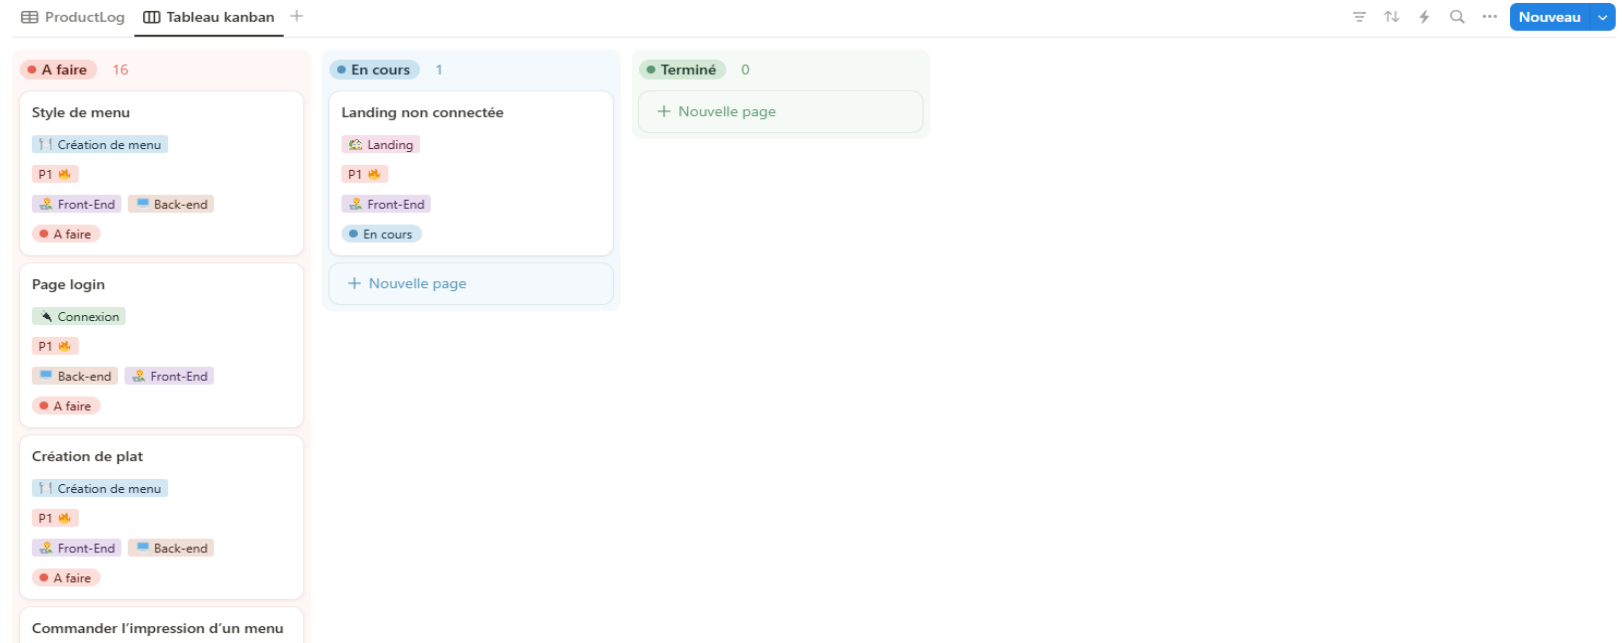 ProductLog Tableau kanban
Nouveau
A faire 16
Style de menu
Création de menu
P1
Front-End Back-end
A faire
Page login
Connexion
P1
Back-end Front-End
A faire
Création de plat
Création de menu
P1
Front-End Back-end
A faire
Commander l'impression d'un menu
En cours 1
Landing non connectée
Landing
P1
Front-End
En cours
+ Nouvelle page
Terminé 0
+ Nouvelle page